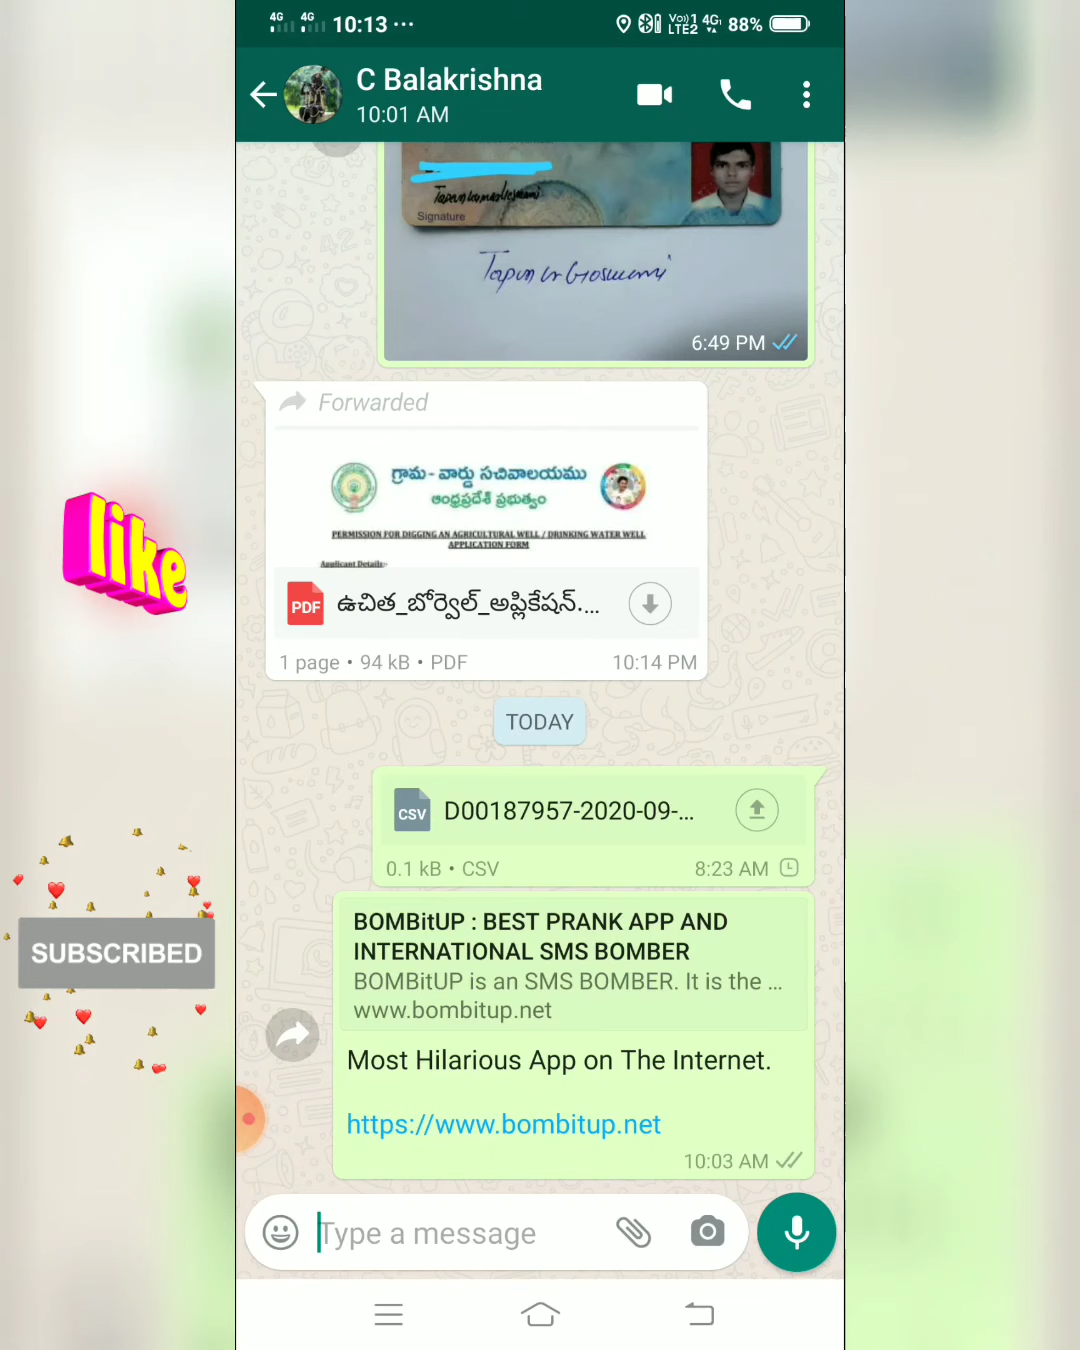 4G 4G 10:13 ... Vo)) 1 LTE2 4G 88%
C Balakrishna
10:01 AM
Signature
6:49 PM
Forwarded
గ్రామ - వార్డు సచివాలయము
ఆంధ్రప్రదేశ్ ప్రభుత్వం
PERMISSION FOR DIGGING AN AGRICULTURAL WELL / DRINKING WATER WELL
APPLICATION FORM
Applicant Details:-
PDF ఉచిత_బోర్వెల్_అప్లికేషన్....
1 page • 94 kB • PDF 10:14 PM
TODAY
CSV D00187957-2020-09-...
0.1 kB • CSV 8:23 AM
BOMBitUP : BEST PRANK APP AND
INTERNATIONAL SMS BOMBER
BOMBitUP is an SMS BOMBER. It is the ...
www.bombitup.net
Most Hilarious App on The Internet.
https://www.bombitup.net
10:03 AM
Type a message
like
SUBSCRIBED